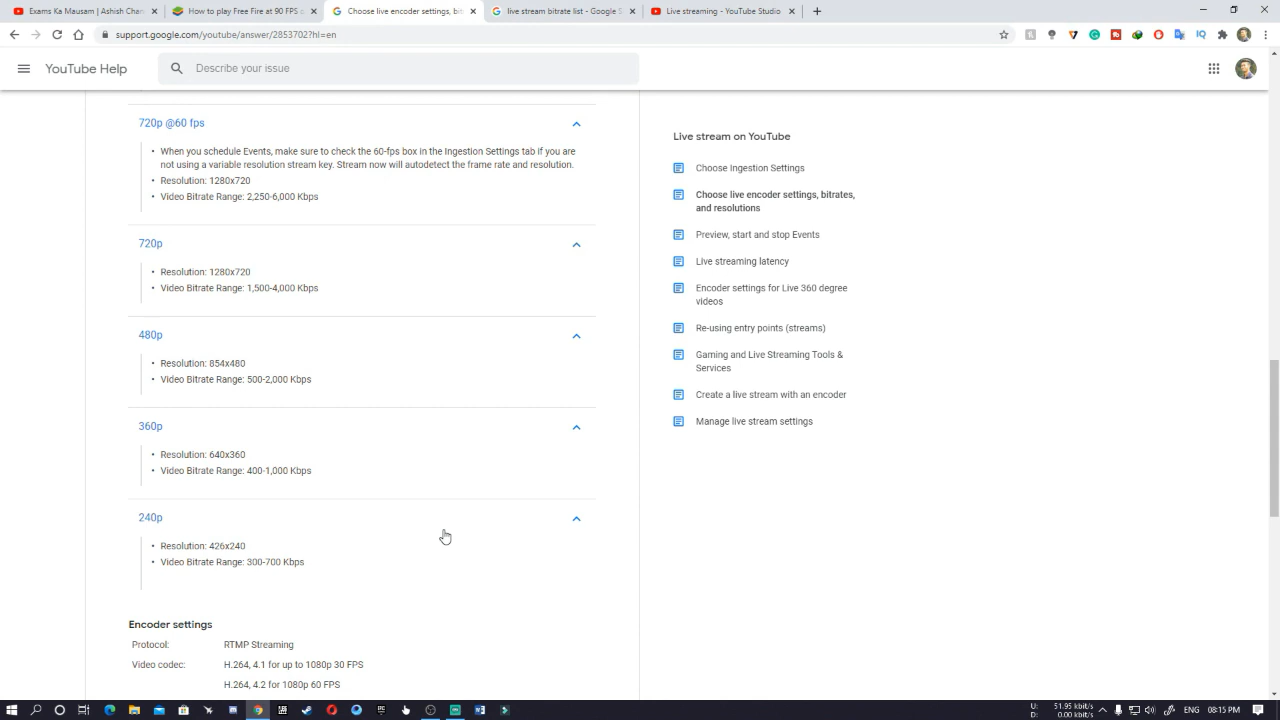 Exams Ka Mausam | Ashish Chan
How to play Free Fire at 90 FPS o
Choose live encoder settings, bit
live stream bitrate list - Google S
Live streaming - YouTube Studio
support.google.com/youtube/answer/2853702?hl=en
YouTube Help
Describe your issue
720p @60 fps
When you schedule Events, make sure to check the 60-fps box in the Ingestion Settings tab if you are
not using a variable resolution stream key. Stream now will autodetect the frame rate and resolution.
Resolution: 1280x720
Video Bitrate Range: 2,250-6,000 Kbps
720p
Resolution: 1280x720
Video Bitrate Range: 1,500-4,000 Kbps
480p
Resolution: 854x480
Video Bitrate Range: 500-2,000 Kbps
360p
Resolution: 640x360
Video Bitrate Range: 400-1,000 Kbps
240p
Resolution: 426x240
Video Bitrate Range: 300-700 Kbps
Encoder settings
Protocol: RTMP Streaming
Video codec: H.264, 4.1 for up to 1080p 30 FPS
H.264, 4.2 for 1080p 60 FPS
Live stream on YouTube
Choose Ingestion Settings
Choose live encoder settings, bitrates,
and resolutions
Preview, start and stop Events
Live streaming latency
Encoder settings for Live 360 degree
videos
Re-using entry points (streams)
Gaming and Live Streaming Tools &
Services
Create a live stream with an encoder
Manage live stream settings
U: 51.95 kbit/s
D: 0.00 kbit/s
08:15 PM